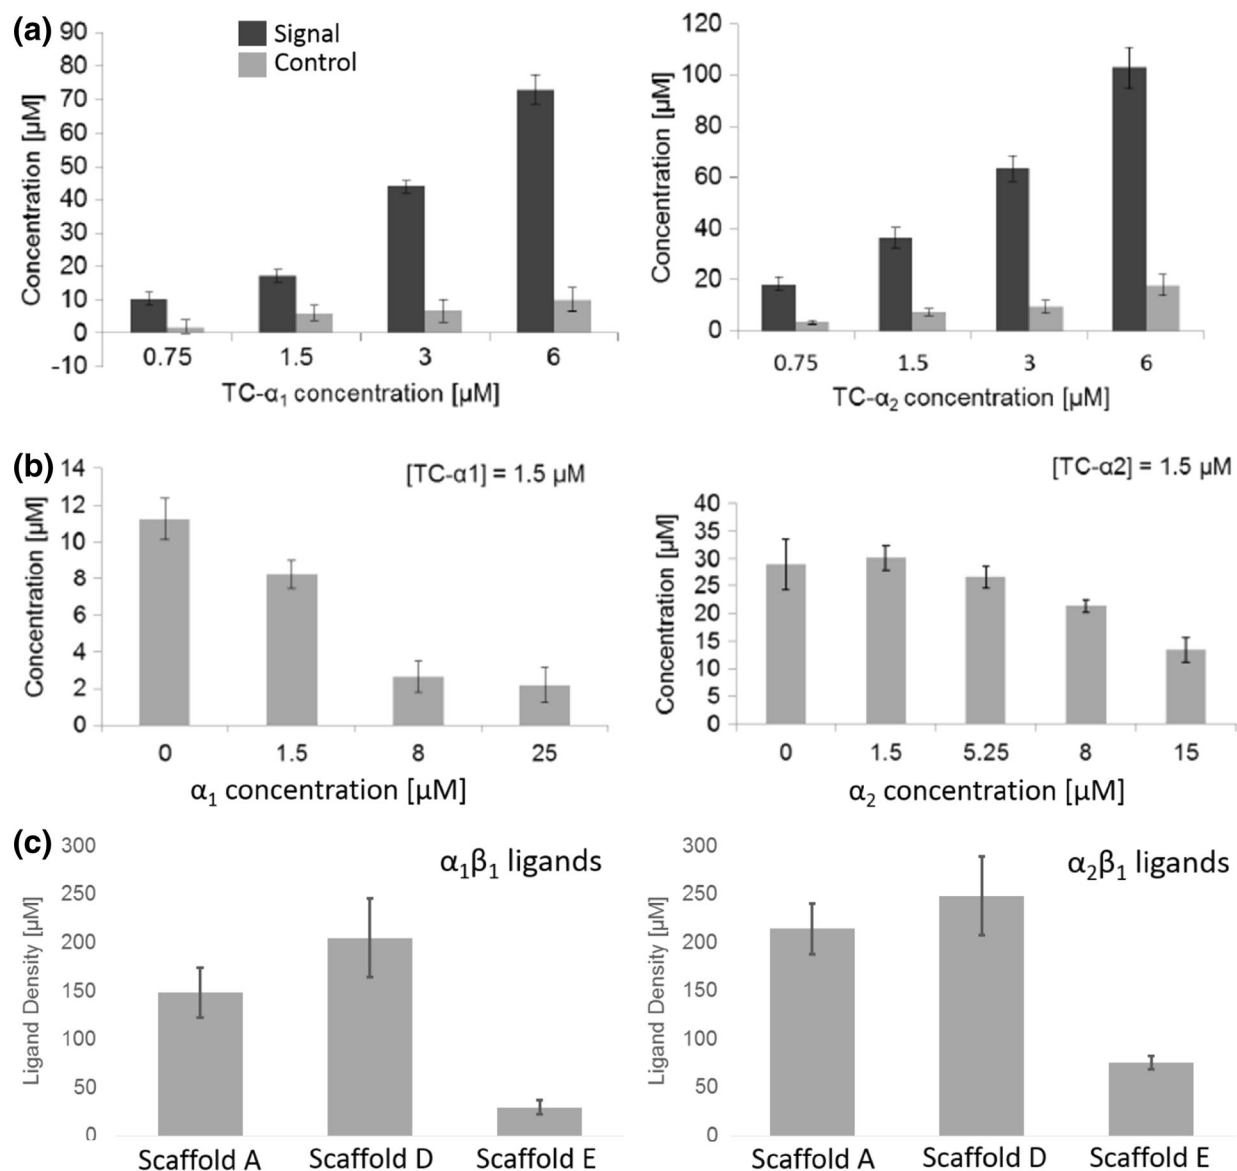 (a)
Signal
Control
Concentration [µM]
90
80
70
60
50
40
30
20
10
0
-10
0.75 1.5 3 6
TC-α₁ concentration [µM]
Concentration [µM]
120
100
80
60
40
20
0
0.75 1.5 3 6
TC-α₂ concentration [µM]
(b)
[TC-α1] = 1.5 µM
Concentration [µM]
14
12
10
8
6
4
2
0
0 1.5 8 25
α₁ concentration [µM]
[TC-α2] = 1.5 µM
Concentration [µM]
40
35
30
25
20
15
10
5
0
0 1.5 5.25 8 15
α₂ concentration [µM]
(c)
α₁β₁ ligands
Ligand Density [µM]
300
250
200
150
100
50
0
Scaffold A Scaffold D Scaffold E
α₂β₁ ligands
Ligand Density [µM]
300
250
200
150
100
50
0
Scaffold A Scaffold D Scaffold E